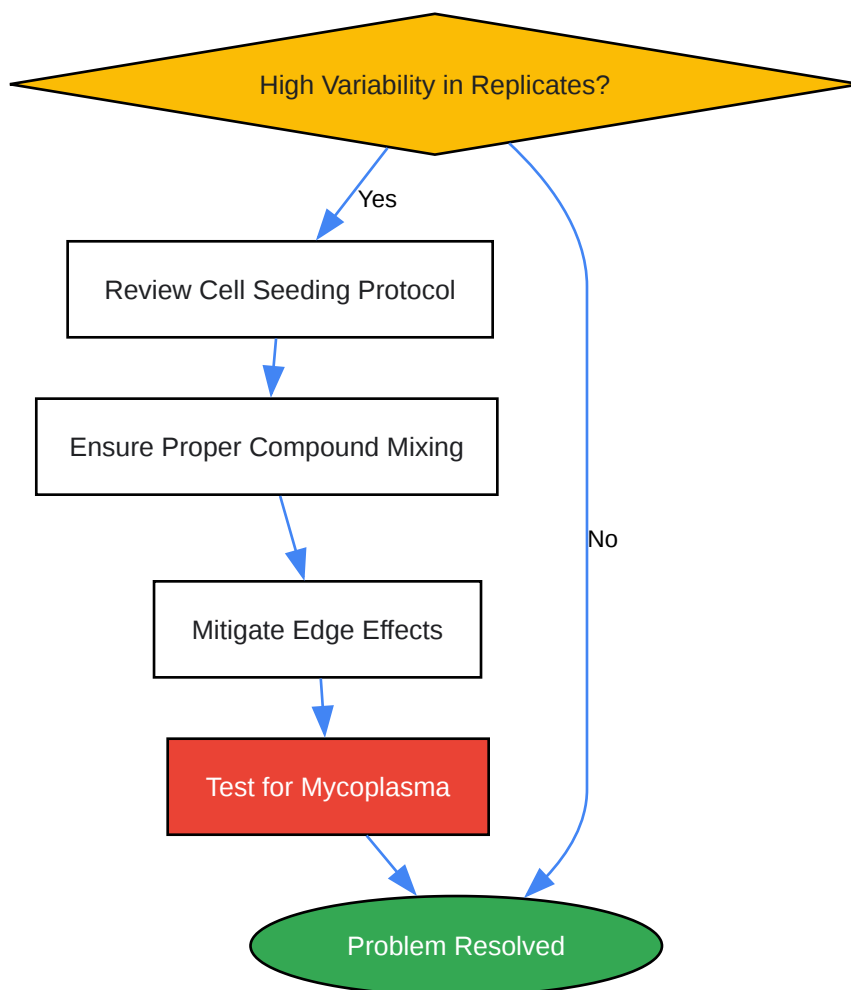 High Variability in Replicates?
Yes
Review Cell Seeding Protocol
Ensure Proper Compound Mixing
No
Mitigate Edge Effects
Test for Mycoplasma
Problem Resolved